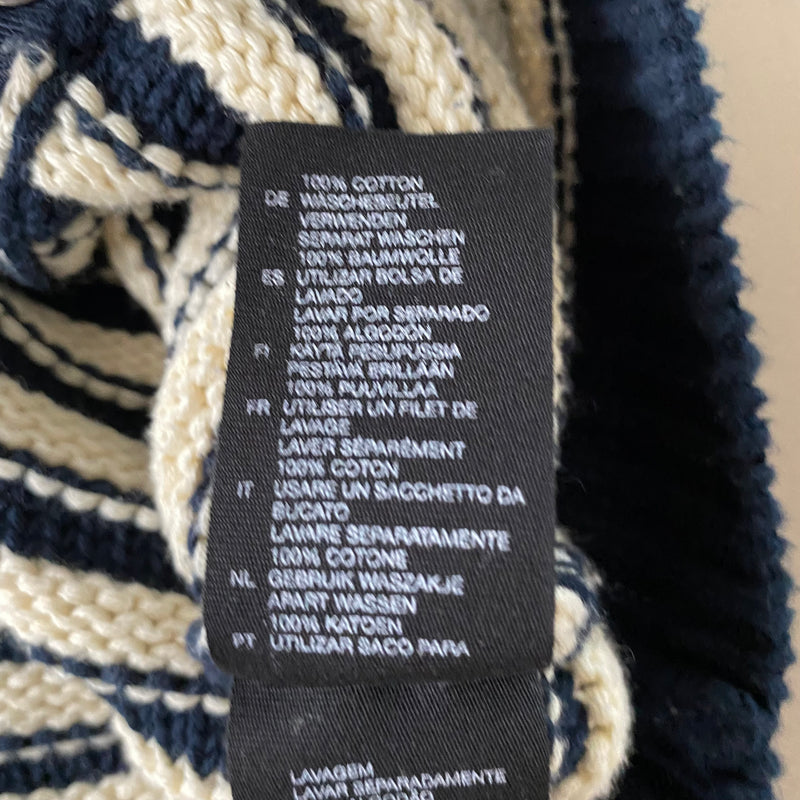 100% COTTON
DE WÄSCHEBEUTEL
VERWENDEN
SEPARAT WASCHEN
100% BAUMWOLLE
ES UTILIZAR BOLSA DE
LAVADO
LAVAR POR SEPARADO
100% ALGODÓN
FI KÄYTÄ PESUPUSSIA
PESTÄVÄ ERILLÄÄN
100% PUUVILLAA
FR UTILISER UN FILET DE
LAVAGE
LAVER SÉPARÉMENT
100% COTON
IT USARE UN SACCHETTO DA
BUCATO
LAVARE SEPARATAMENTE
100% COTONE
NL GEBRUIK WASZAKJE
APART WASSEN
100% KATOEN
PT UTILIZAR SACO PARA
LAVAGEM
LAVAR SEPARADAMENTE